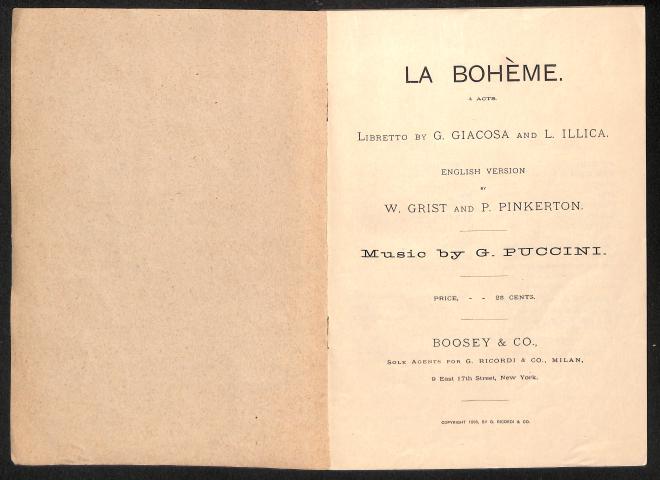 LA BOHÈME.
4 ACTS.
LIBRETTO BY G. GIACOSA AND L. ILLICA.
ENGLISH VERSION
BY
W. GRIST AND P. PINKERTON.
Music by G. PUCCINI.
PRICE, - - 25 CENTS.
BOOSEY & CO.,
SOLE AGENTS FOR G. RICORDI & CO., MILAN,
9 East 17th Street, New York.
COPYRIGHT BY G. RICORDI & CO.